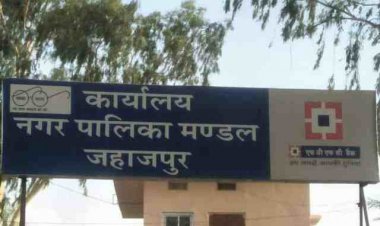 कार्यालय
नगर पालिका मण्डल
जहाजपुर
एच डी एफ सी बैंक